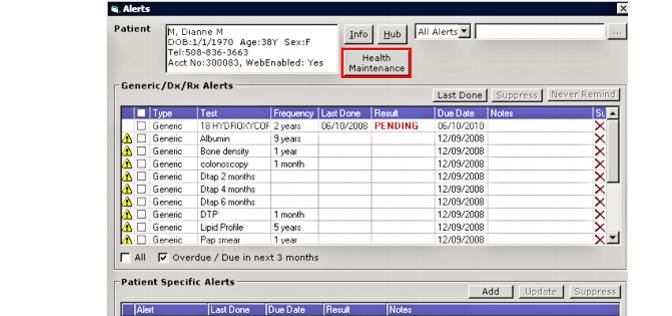 Alerts
Patient
M, Dianne M
DOB:1/1/1970 Age:38Y Sex:F
Tel:508-836-3663
Acct No:300083, WebEnabled: Yes
Info Hub All Alerts ...
Health
Maintenance
Generic/Dx/Rx Alerts
Last Done Suppress Never Remind
Type Test Frequency Last Done Result Due Date Notes Su
Generic 18 HYDROXYCOF 2 years 06/10/2008 PENDING 06/10/2010
Generic Albumin 9 years 12/09/2008
Generic Bone density 1 year 12/09/2008
Generic colonoscopy 1 month 12/09/2008
Generic Dtap 2 months 12/09/2008
Generic Dtap 4 months 12/09/2008
Generic Dtap 6 months 12/09/2008
Generic DTP 1 month 12/09/2008
Generic Lipid Profile 5 years 12/09/2008
Generic Pap smear 1 year 12/09/2008
All Overdue / Due in next 3 months
Patient Specific Alerts
Add Update Suppress
Alert Last Done Due Date Result Notes